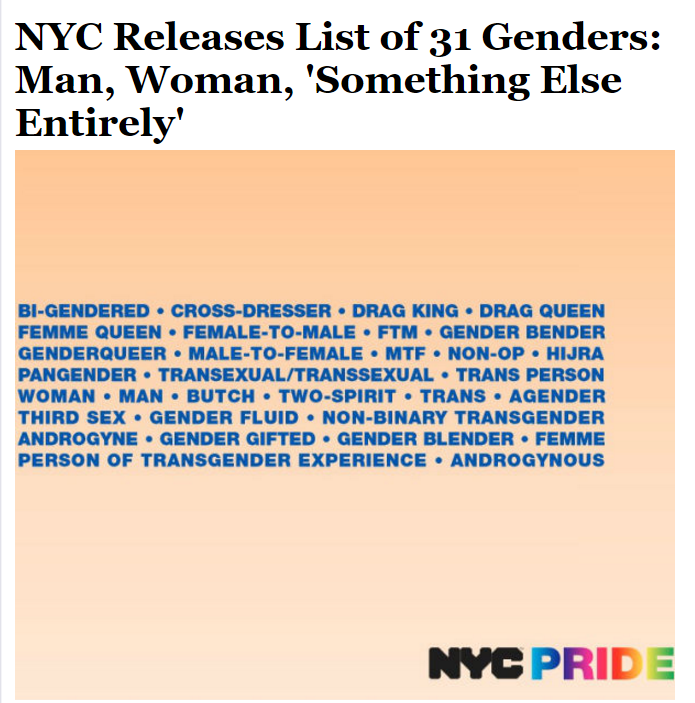 NYC Releases List of 31 Genders:
Man, Woman, 'Something Else
Entirely'
BI-GENDERED • CROSS-DRESSER • DRAG KING • DRAG QUEEN
FEMME QUEEN • FEMALE-TO-MALE • FTM • GENDER BENDER
GENDERQUEER • MALE-TO-FEMALE • MTF • NON-OP • HIJRA
PANGENDER • TRANSEXUAL/TRANSSEXUAL • TRANS PERSON
WOMAN • MAN • BUTCH • TWO-SPIRIT • TRANS • AGENDER
THIRD SEX • GENDER FLUID • NON-BINARY TRANSGENDER
ANDROGYNE • GENDER GIFTED • GENDER BLENDER • FEMME
PERSON OF TRANSGENDER EXPERIENCE • ANDROGYNOUS
NYC PRIDE